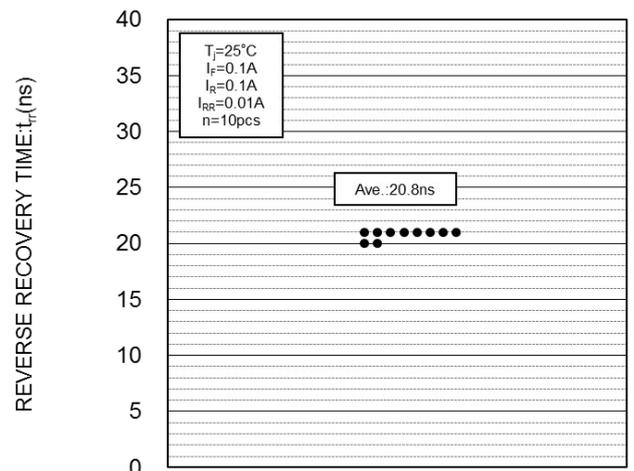 REVERSE RECOVERY TIME:trr(ns)
40
35
30
25
20
15
10
5
0
Tj=25°C
IF=0.1A
IR=0.1A
IRR=0.01A
n=10pcs
Ave.:20.8ns